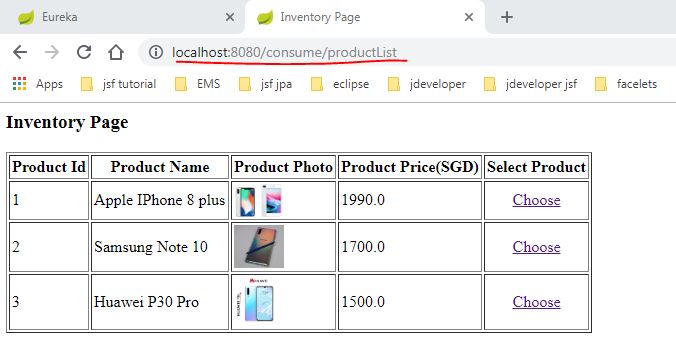 Eureka
Inventory Page
localhost:8080/consume/productList
Apps jsf tutorial EMS jsf jpa eclipse jdeveloper jdeveloper jsf facelets
Inventory Page
Product Id Product Name Product Photo Product Price(SGD) Select Product
1 Apple IPhone 8 plus 1990.0 Choose
2 Samsung Note 10 1700.0 Choose
HUAWEI
3 Huawei P30 Pro 1500.0 Choose